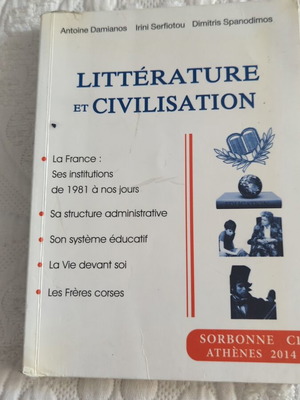 Antoine Damianos Irini Serfiotou Dimitris Spanodimos
LITTÉRATURE
ET CIVILISATION
La France :
Ses institutions
de 1981 à nos jours
Sa structure administrative
Son système éducatif
La Vie devant soi
Les Frères corses
SORBONNE
ATHÈNES 2014